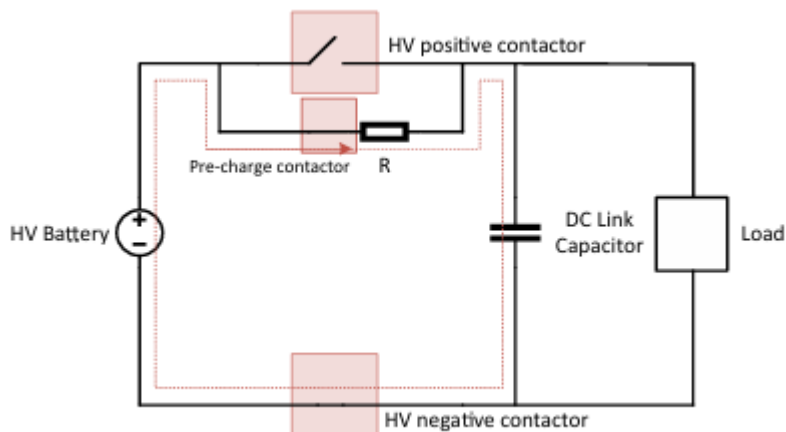 HV positive contactor
Pre-charge contactor
R
+
−
HV Battery
DC Link
Capacitor
Load
HV negative contactor